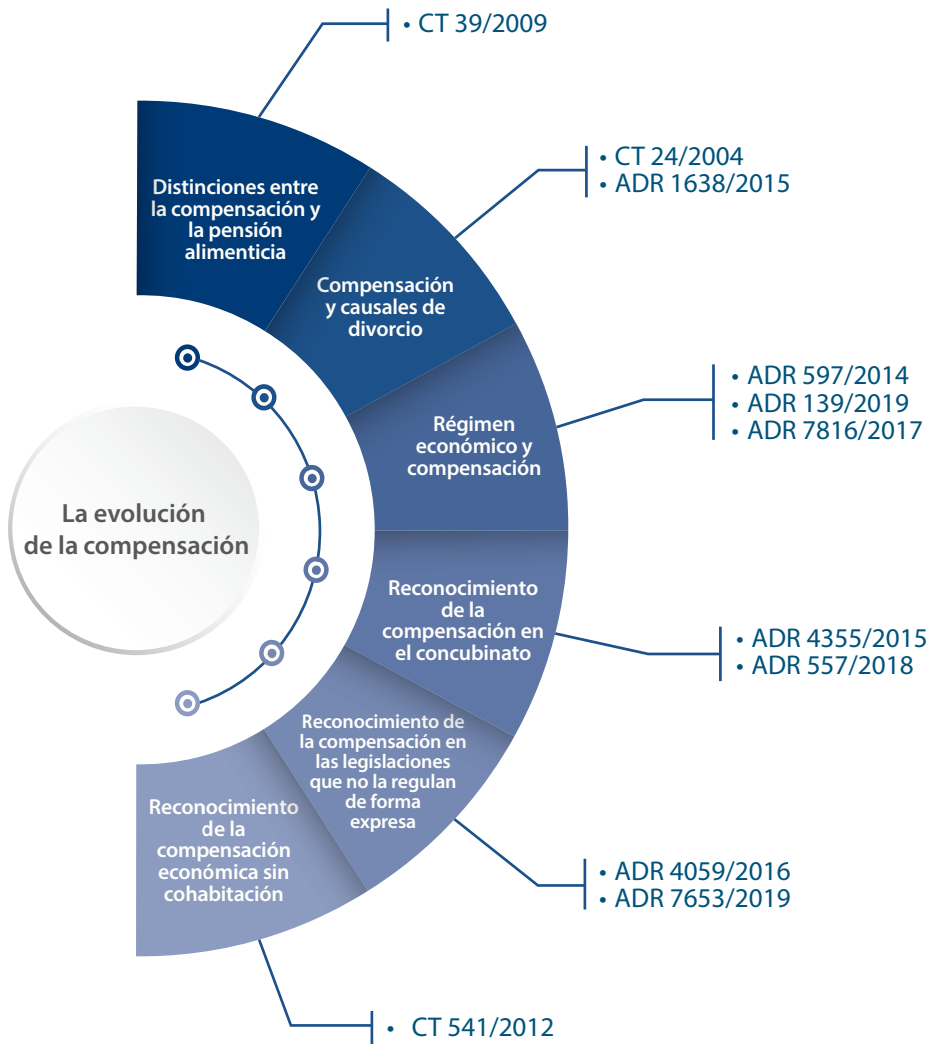 • CT 39/2009
Distinciones entre
la compensación y
la pensión
alimenticia
• CT 24/2004
• ADR 1638/2015
Compensación
y causales de
divorcio
• ADR 597/2014
• ADR 139/2019
• ADR 7816/2017
Régimen
económico y
compensación
La evolución
de la compensación
Reconocimiento
de la
compensación en
el concubinato
• ADR 4355/2015
• ADR 557/2018
Reconocimiento de
la compensación en
las legislaciones
que no la regulan
de forma
expresa
• ADR 4059/2016
• ADR 7653/2019
Reconocimiento
de la
compensación
económica sin
cohabitación
• CT 541/2012